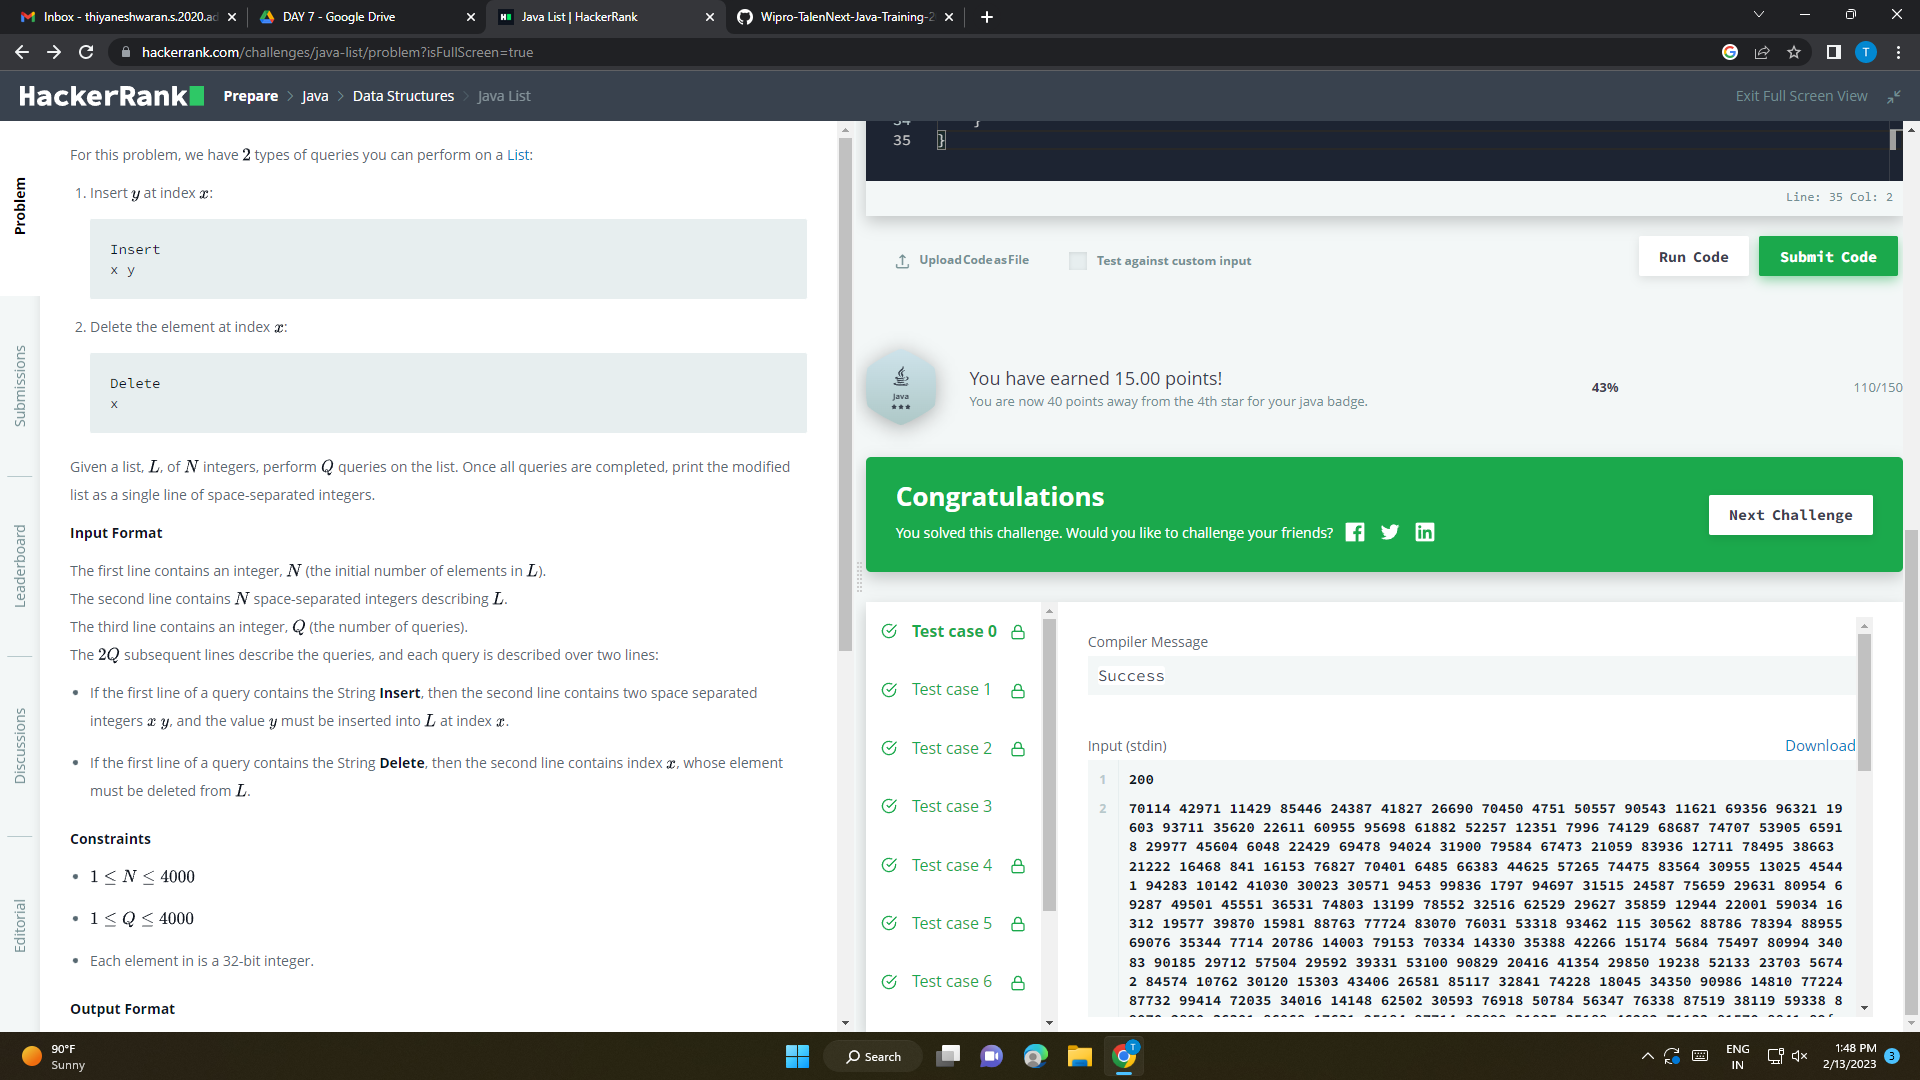 Inbox - thiyaneshwaran.s.2020.ad
DAY 7 - Google Drive
Java List | HackerRank
Wipro-TalenNext-Java-Training-2
hackerrank.com/challenges/java-list/problem?isFullScreen=true
T
HackerRank
Prepare > Java > Data Structures > Java List
Exit Full Screen View
Problem
Submissions
Leaderboard
Discussions
Editorial
For this problem, we have 2 types of queries you can perform on a List:
1. Insert y at index x:
Insert
x y
2. Delete the element at index x:
Delete
x
Given a list, L, of N integers, perform Q queries on the list. Once all queries are completed, print the modified
list as a single line of space-separated integers.
Input Format
The first line contains an integer, N (the initial number of elements in L).
The second line contains N space-separated integers describing L.
The third line contains an integer, Q (the number of queries).
The 2Q subsequent lines describe the queries, and each query is described over two lines:
• If the first line of a query contains the String Insert, then the second line contains two space separated
integers x y, and the value y must be inserted into L at index x.
• If the first line of a query contains the String Delete, then the second line contains index x, whose element
must be deleted from L.
Constraints
• 1 ≤ N ≤ 4000
• 1 ≤ Q ≤ 4000
• Each element in is a 32-bit integer.
Output Format
34 }
35 }
Line: 35 Col: 2
Upload Code as File
Test against custom input
Run Code
Submit Code
Java
You have earned 15.00 points!
You are now 40 points away from the 4th star for your java badge.
43%
110/150
Congratulations
You solved this challenge. Would you like to challenge your friends?
Next Challenge
Test case 0
Test case 1
Test case 2
Test case 3
Test case 4
Test case 5
Test case 6
Compiler Message
Success
Input (stdin)
Download
1 200
2 70114 42971 11429 85446 24387 41827 26690 70450 4751 50557 90543 11621 69356 96321 19
603 93711 35620 22611 60955 95698 61882 52257 12351 7996 74129 68687 74707 53905 6591
8 29977 45604 6048 22429 69478 94024 31900 79584 67473 21059 83936 12711 78495 38663
21222 16468 841 16153 76827 70401 6485 66383 44625 57265 74475 83564 30955 13025 4544
1 94283 10142 41030 30023 30571 9453 99836 1797 94697 31515 24587 75659 29631 80954 6
9287 49501 45551 36531 74803 13199 78552 32516 62529 29627 35859 12944 22001 59034 16
312 19577 39870 15981 88763 77724 83070 76031 53318 93462 115 30562 88786 78394 88955
69076 35344 7714 20786 14003 79153 70334 14330 35388 42266 15174 5684 75497 80994 340
83 90185 29712 57504 29592 39331 53100 90829 20416 41354 29850 19238 52133 23703 5674
2 84574 10762 30120 15303 43406 26581 85117 32841 74228 18045 34350 90986 14810 77224
87732 99414 72035 34016 14148 62502 30593 76918 50784 56347 76338 87519 38119 59338 8
90°F
Sunny
Search
T
ENG
IN
1:48 PM
2/13/2023
3